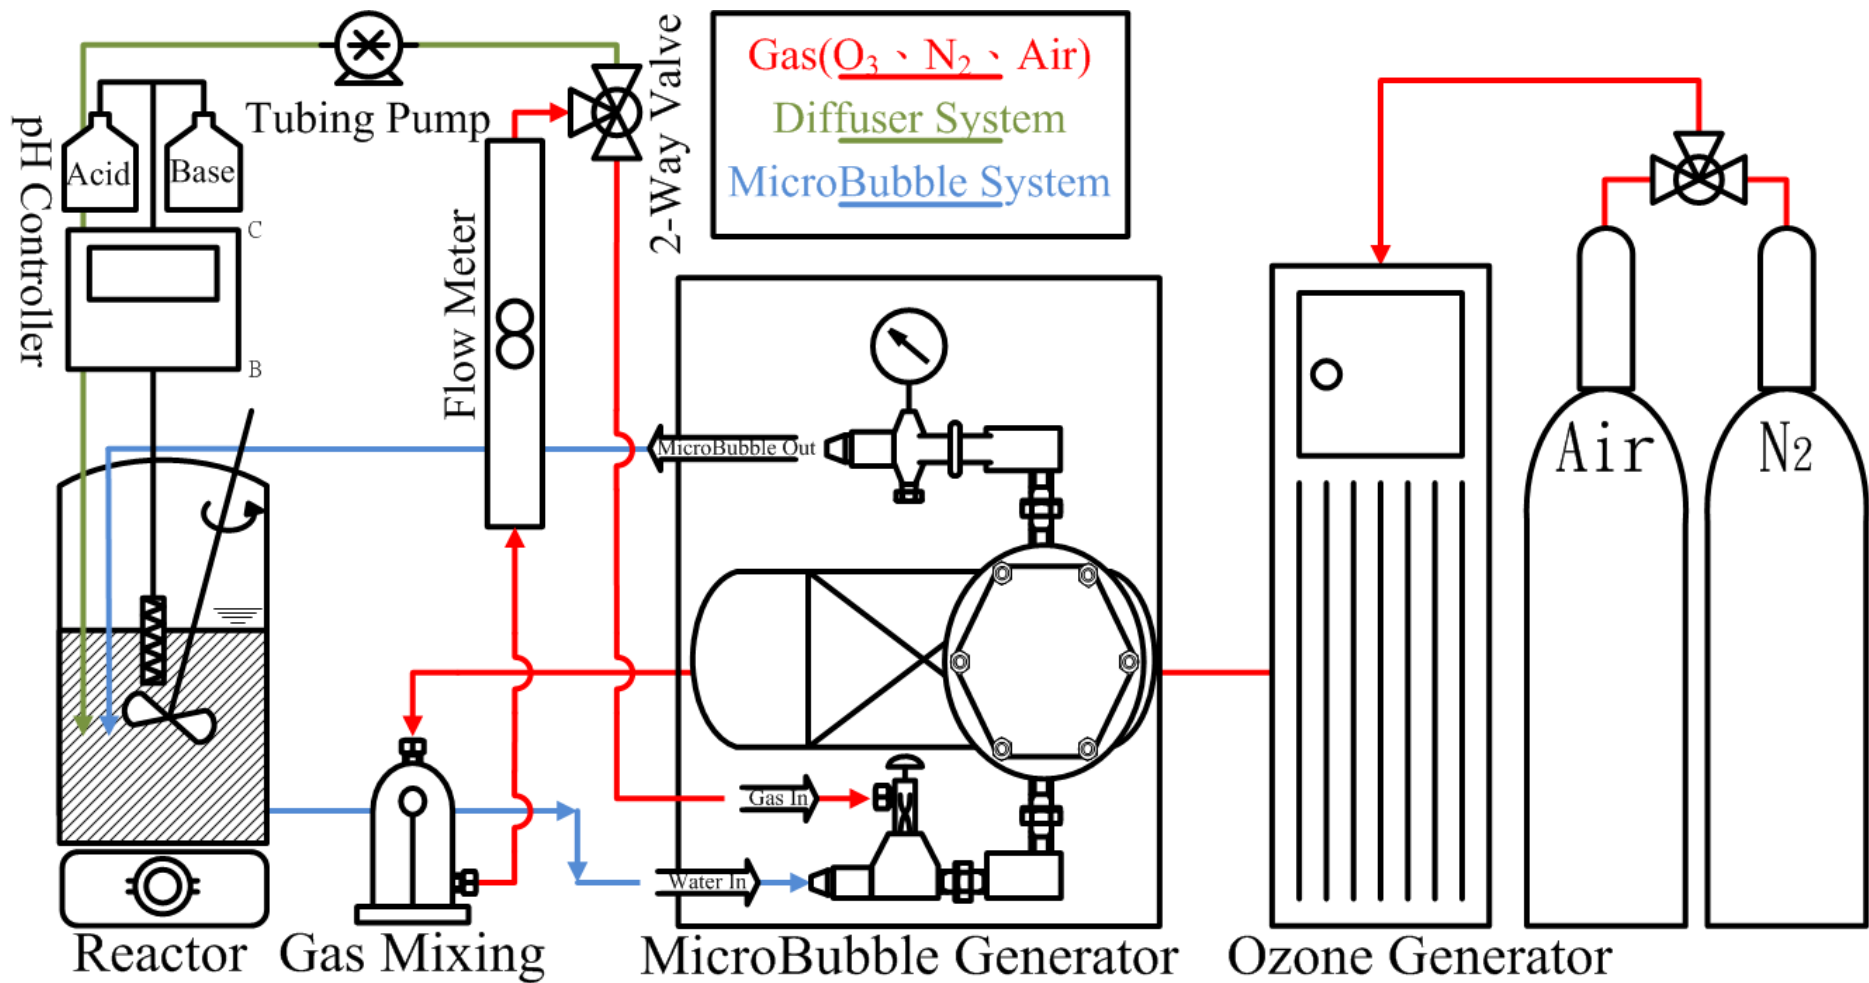 Gas(O₃、N₂、Air)
Diffuser System
MicroBubble System
Tubing Pump
2-Way Valve
pH Controller
Acid
Base
C
B
Flow Meter
MicroBubble Out
Gas In
Water In
Air
N2
Reactor
Gas Mixing
MicroBubble Generator
Ozone Generator